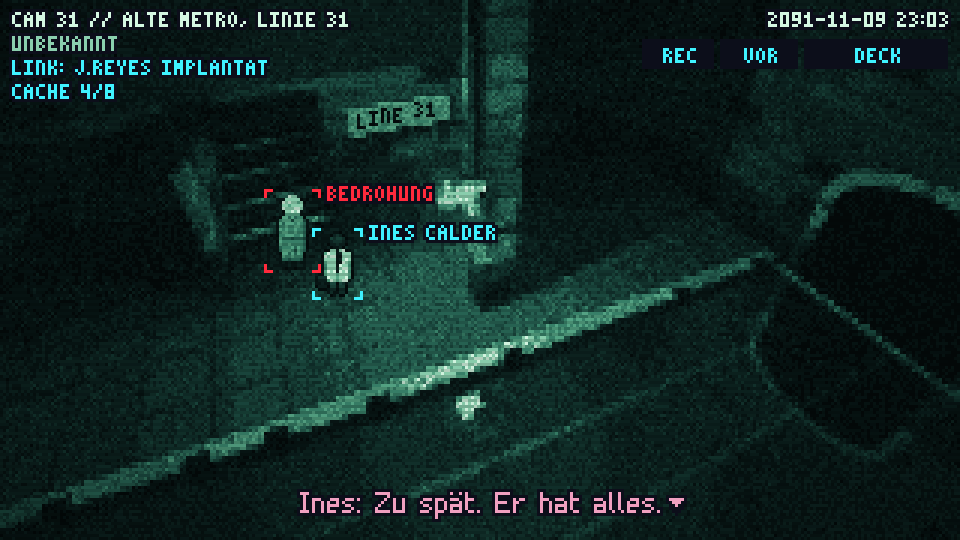 CAM 31 // ALTE METRO, LINIE 31
2091-11-09 23:03
UNBEKANNT
REC VOR DECK
LINK: J.REYES IMPLANTAT
CACHE 4/8
LINE 31
BEDROHUNG
INES CALDER
Ines: Zu spät. Er hat alles.